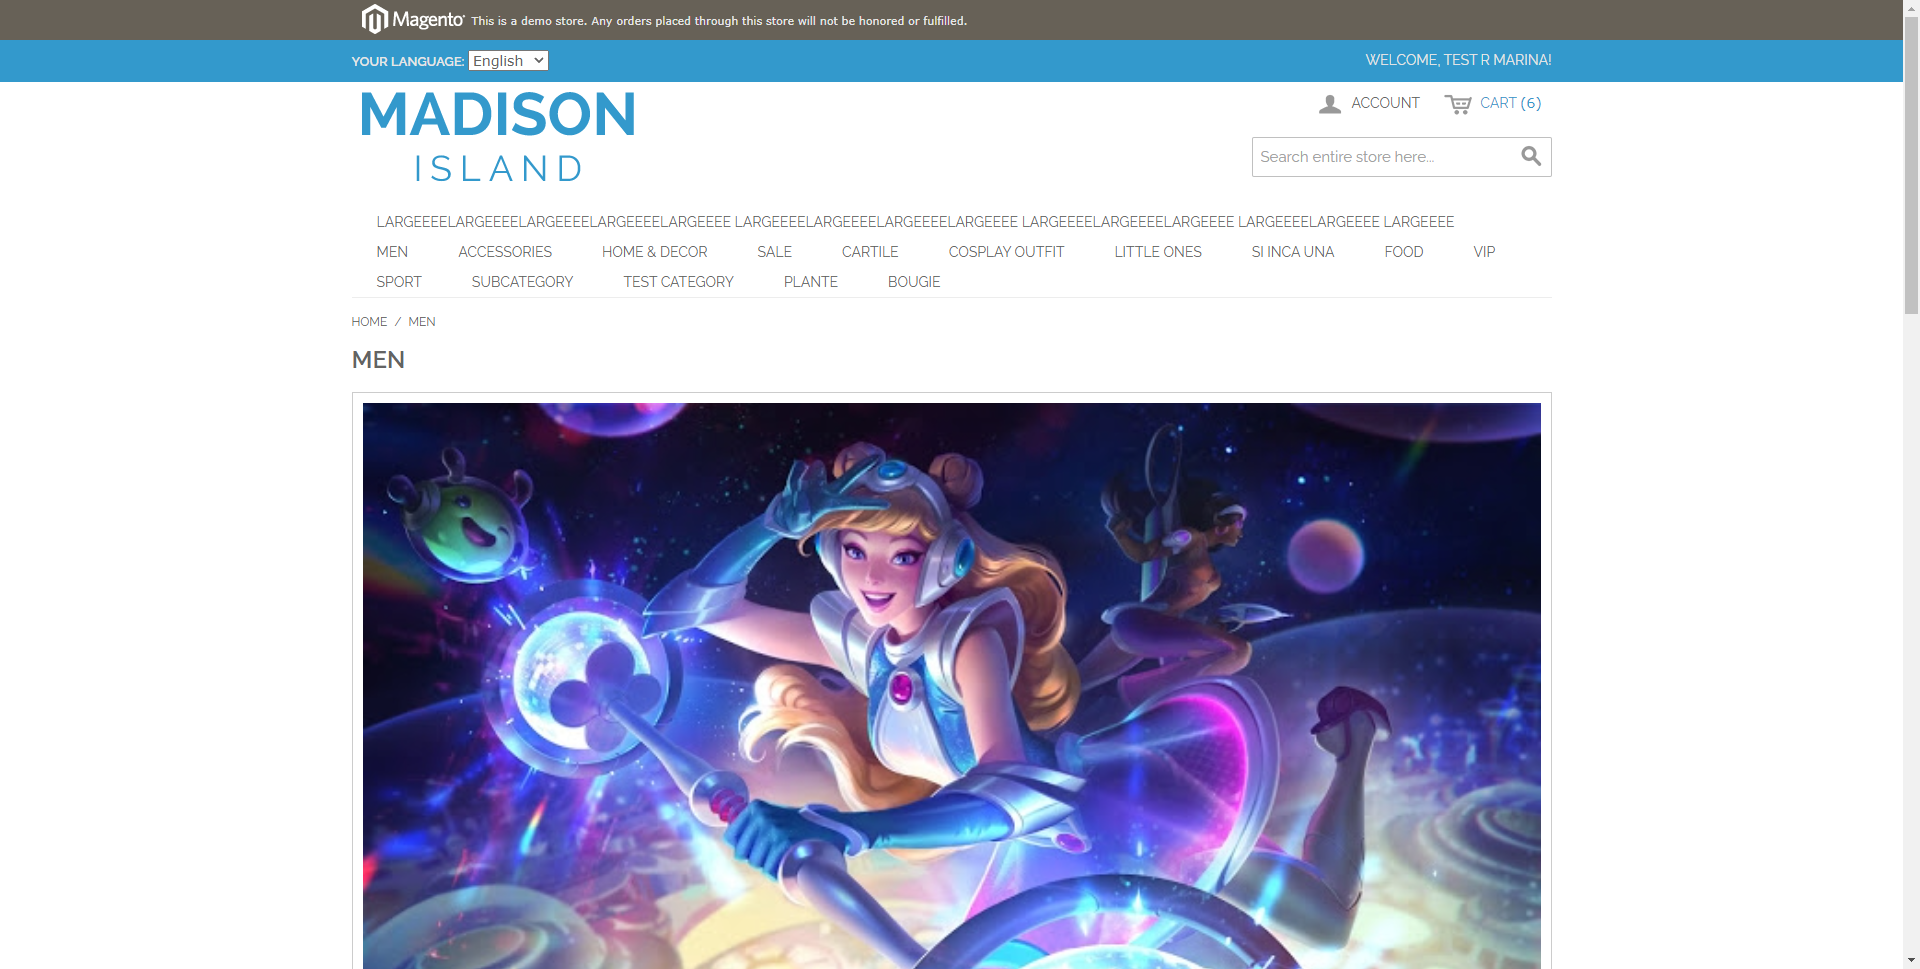 Magento® This is a demo store. Any orders placed through this store will not be honored or fulfilled.
YOUR LANGUAGE: English WELCOME, TEST R MARINA!
MADISON
ISLAND
ACCOUNT CART (6)
Search entire store here...
LARGEEEELARGEEEELARGEEEELARGEEEELARGEEEE LARGEEEELARGEEEELARGEEEELARGEEEE LARGEEEELARGEEEELARGEEEE LARGEEEELARGEEEE LARGEEEE
MEN ACCESSORIES HOME & DECOR SALE CARTILE COSPLAY OUTFIT LITTLE ONES SI INCA UNA FOOD VIP
SPORT SUBCATEGORY TEST CATEGORY PLANTE BOUGIE
HOME / MEN
MEN